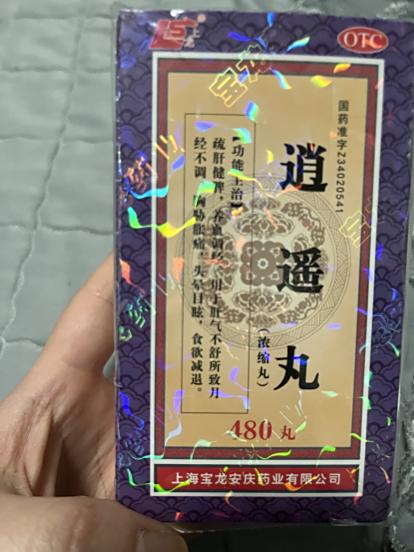 上龙
OTC
国药准字Z34020541
逍遥丸
(浓缩丸)
【功能主治】
疏肝健脾，养血调经。用于肝气不舒所致月
经不调，胸胁胀痛，头晕目眩，食欲减退。
480丸
上海宝龙安庆药业有限公司